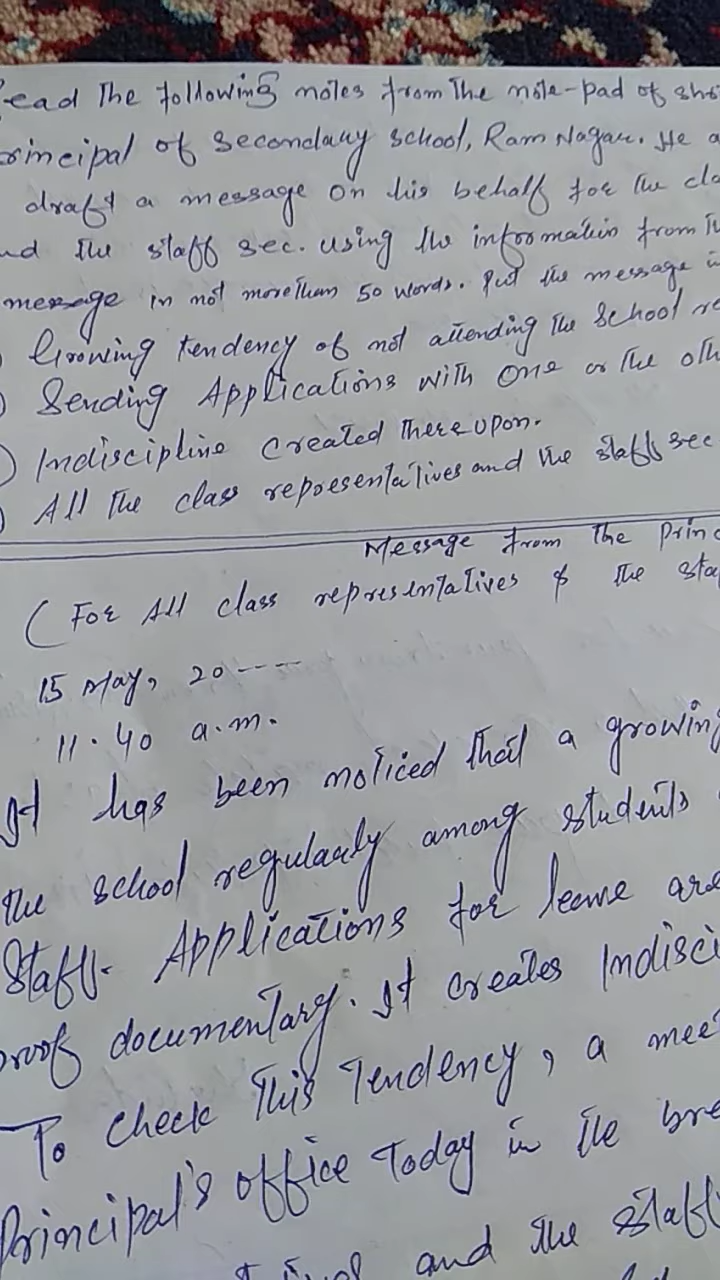 ead The following notes from The note-pad of
principal of Secondary school, Ram Nagar. He a
draft a message on his behalf for the cla
nd the staff sec. using the information from
message in not more Than 50 words. Put the message
Growing tendency of not attending the School re
Sending Applications with one or The oth
Indiscipline Created Thereupon.
All The class representatives and the staff sec
Message from The Princ
(For All class representatives & The sta
15 May, 20----
11.40 a.m.
It has been noticed that a growing
the school regularly among students
Staff. Applications for leave are
proof documentary. It creates Indisci
To check This Tendency, a mee
Principal's office Today in the bre
and the staff